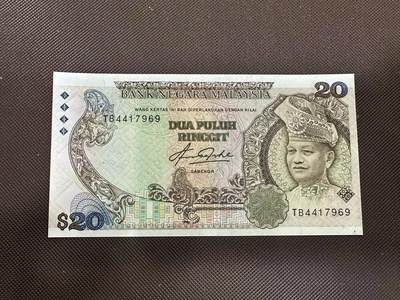 20
BANK NEGARA MALAYSIA
WANG KERTAS INI SAH DIPERLAKUKAN DENGAN NILAI
TB4417969
DUA PULUH
RINGGIT
GABENOR
TB4417969
$20